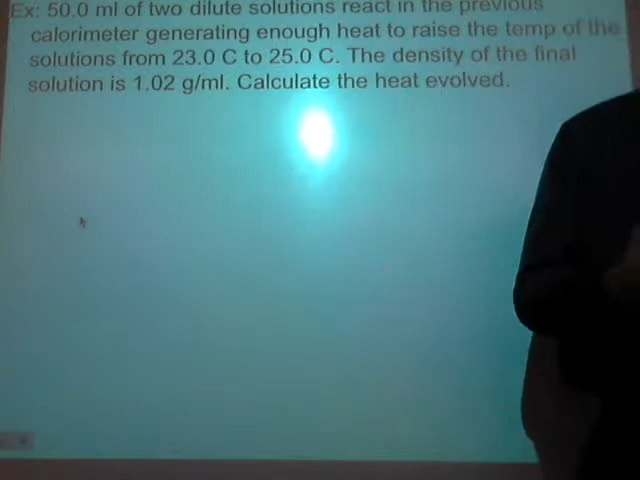 Ex: 50.0 ml of two dilute solutions react in the previous
calorimeter generating enough heat to raise the temp of the
solutions from 23.0 C to 25.0 C. The density of the final
solution is 1.02 g/ml. Calculate the heat evolved.